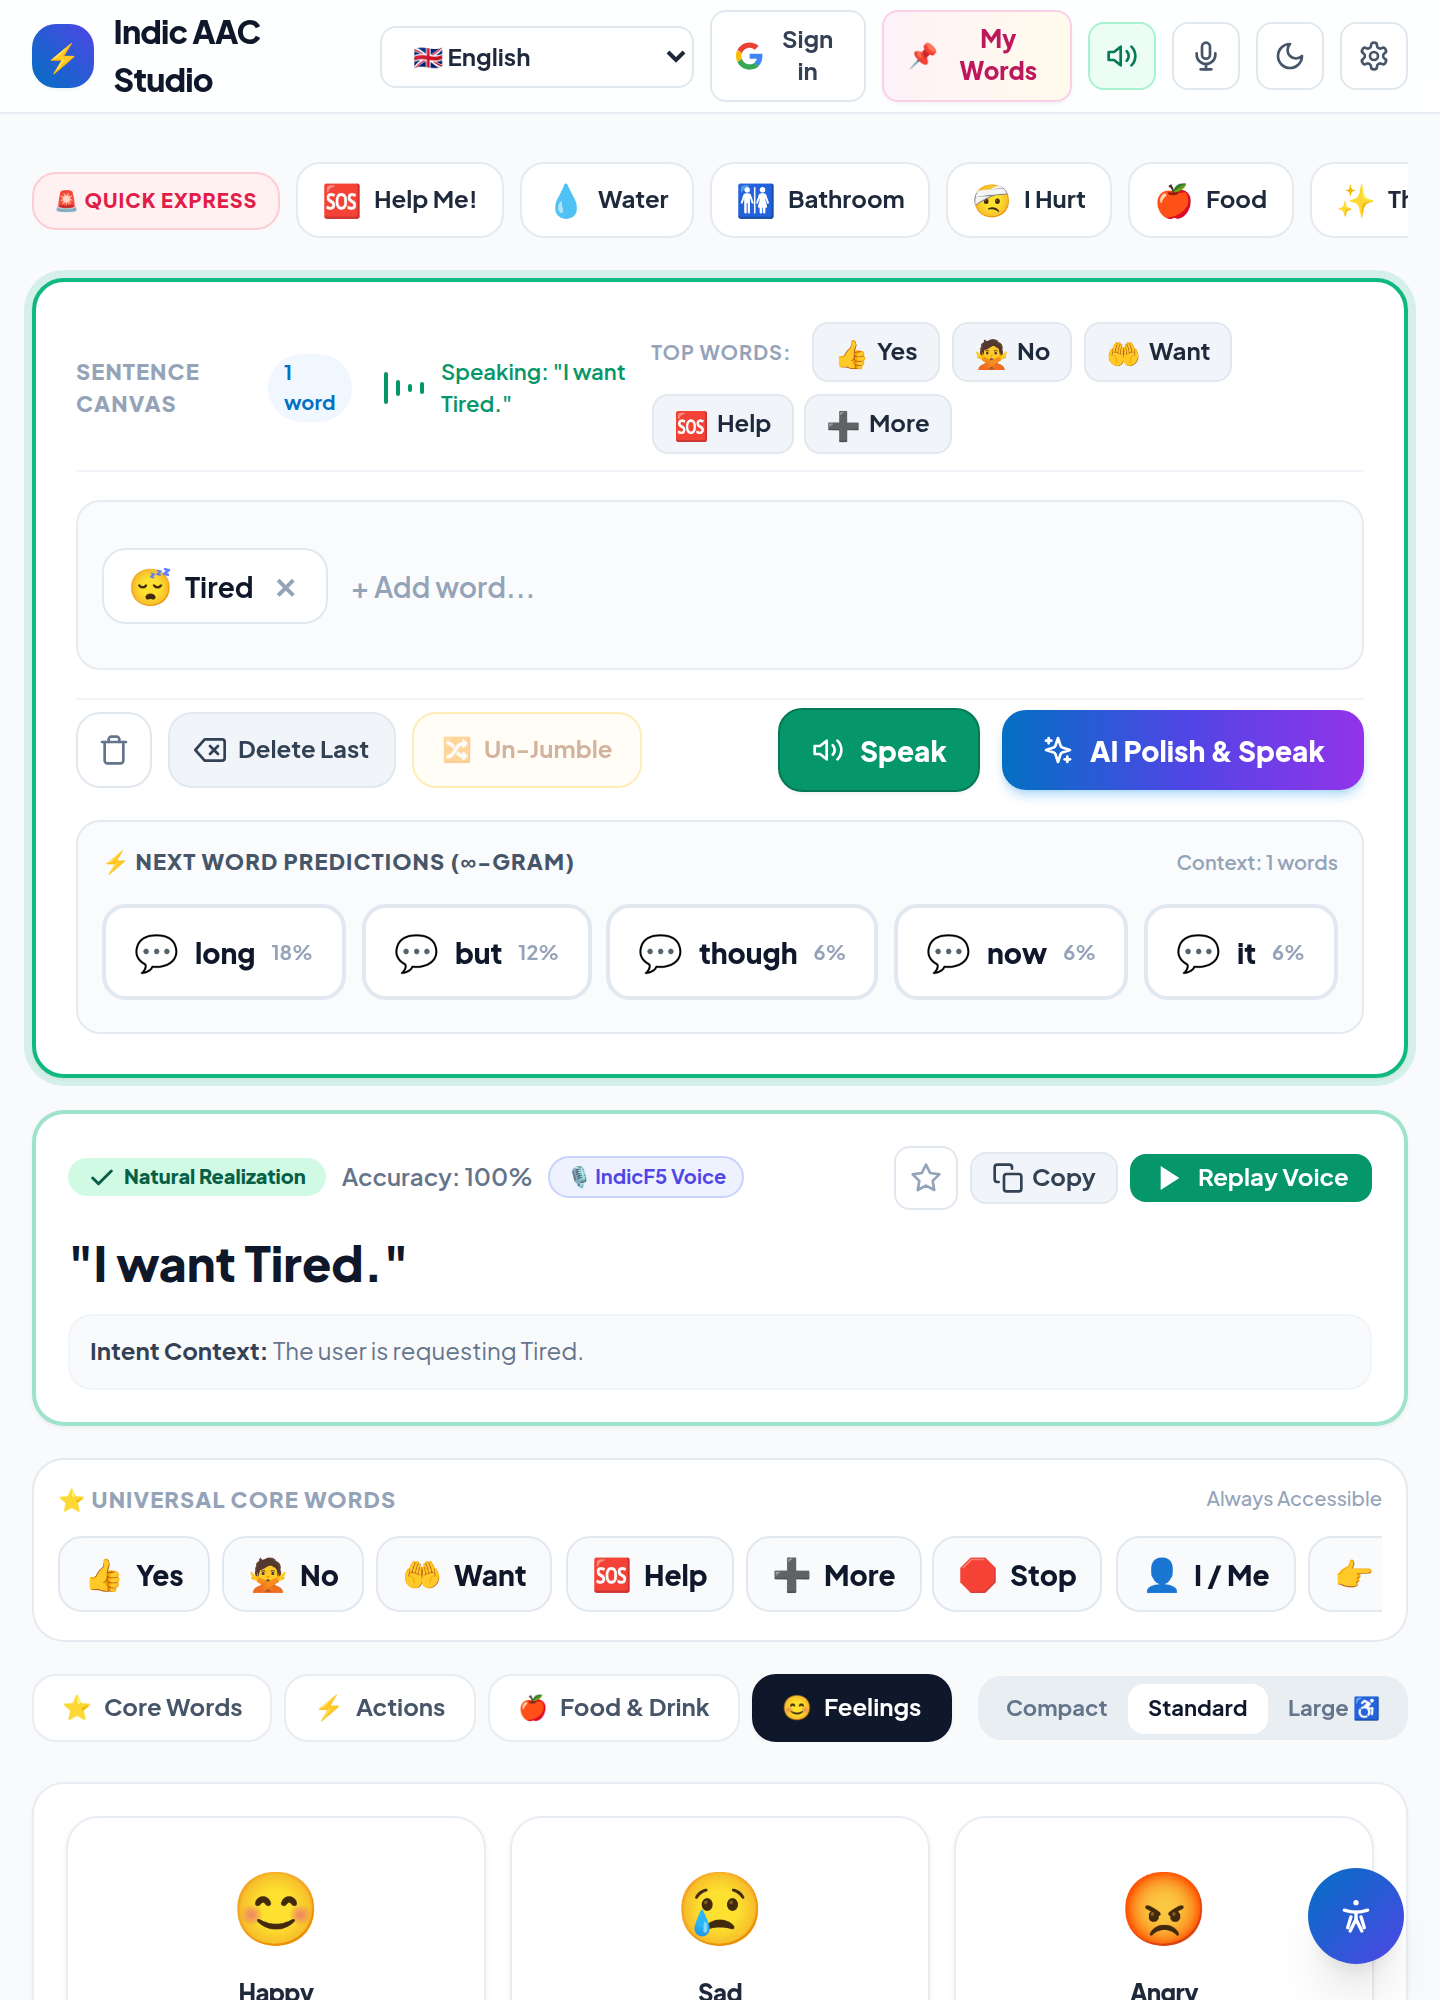 Indic AAC
Studio
English
Sign
in
My
Words
QUICK EXPRESS
SOS Help Me!
Water
Bathroom
I Hurt
Food
SENTENCE
CANVAS
1
word
Speaking: "I want
Tired."
TOP WORDS:
Yes
No
Want
SOS Help
More
Tired
+ Add word...
Delete Last
Un-Jumble
Speak
AI Polish & Speak
NEXT WORD PREDICTIONS (∞-GRAM)
Context: 1 words
long 18%
but 12%
though 6%
now 6%
it 6%
Natural Realization
Accuracy: 100%
IndicF5 Voice
Copy
Replay Voice
"I want Tired."
Intent Context: The user is requesting Tired.
UNIVERSAL CORE WORDS
Always Accessible
Yes
No
Want
SOS Help
More
Stop
I / Me
Core Words
Actions
Food & Drink
Feelings
Compact
Standard
Large
Happy
Sad
Angry